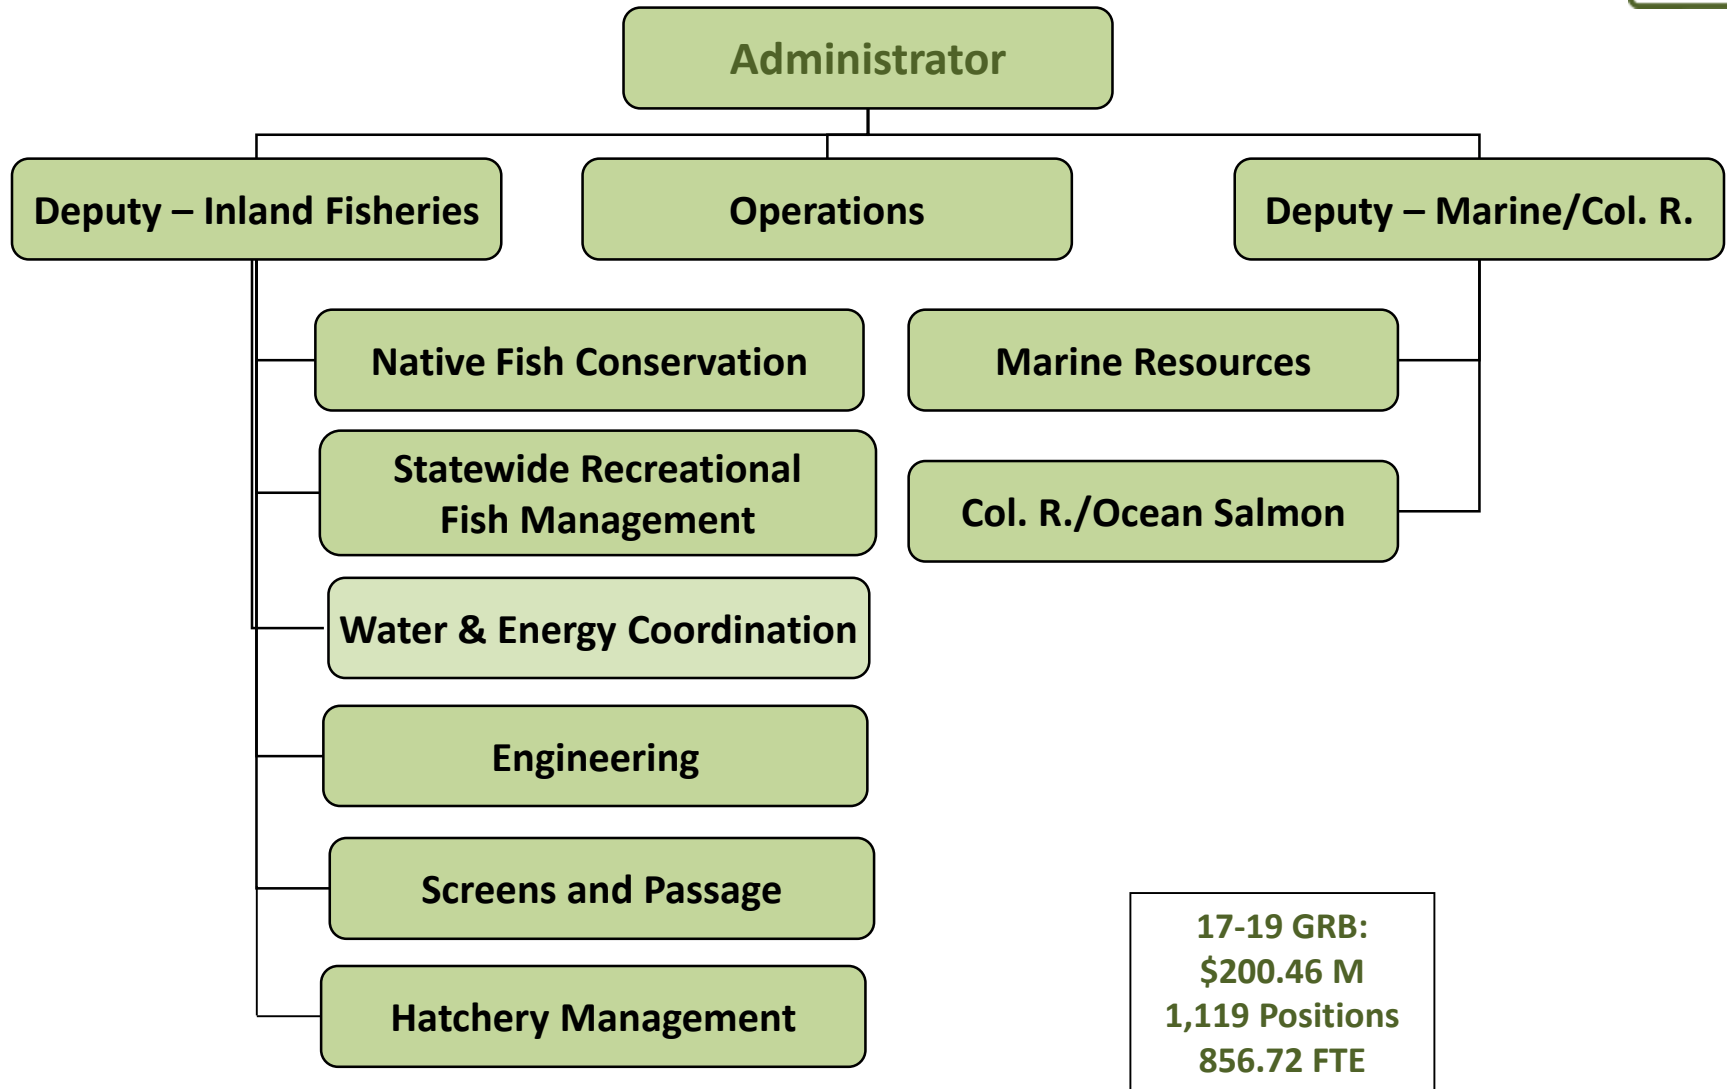 Administrator
Deputy – Inland Fisheries
Operations
Deputy – Marine/Col. R.
Native Fish Conservation
Marine Resources
Statewide Recreational
Fish Management
Col. R./Ocean Salmon
Water & Energy Coordination
Engineering
Screens and Passage
Hatchery Management
17-19 GRB:
$200.46 M
1,119 Positions
856.72 FTE